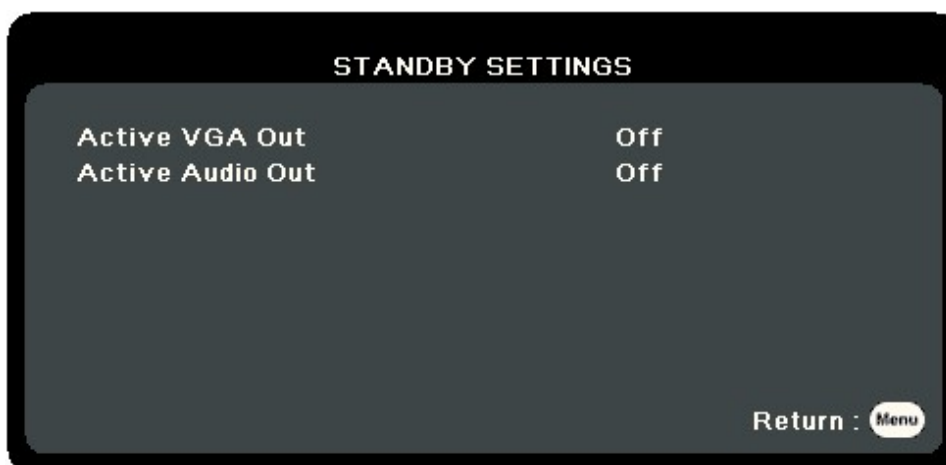 STANDBY SETTINGS
Active VGA Out Off
Active Audio Out Off
Return : Menu